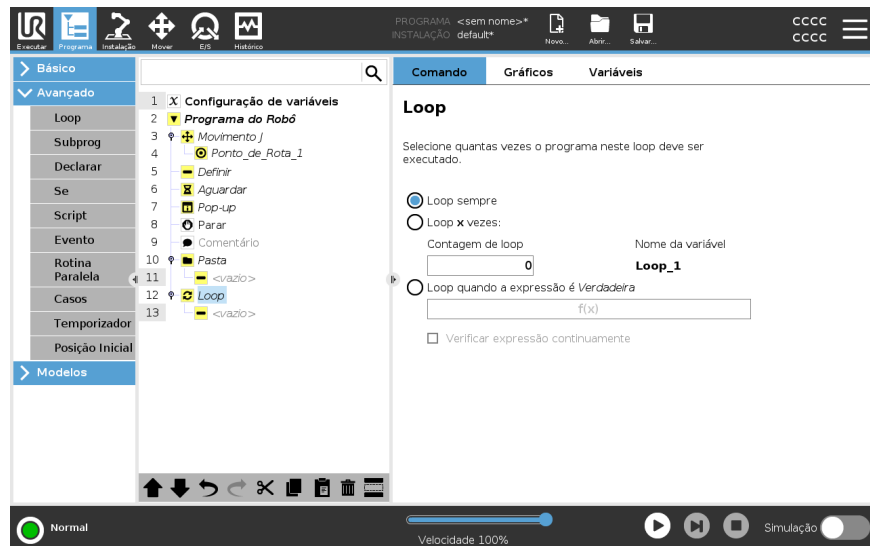 UR
PROGRAMA <sem nome>*
INSTALAÇÃO default*
CCCC
CCCC
Executar Programa Instalação Mover E/S Histórico Novo... Abrir... Salvar...
Básico
Avançado
Loop
Subprog
Declarar
Se
Script
Evento
Rotina
Paralela
Casos
Temporizador
Posição Inicial
Modelos
1 X Configuração de variáveis
2 Programa do Robô
3 Movimento J
4 Ponto_de_Rota_1
5 Definir
6 Aguardar
7 Pop-up
8 Parar
9 Comentário
10 Pasta
11 <vazio>
12 Loop
13 <vazio>
Comando Gráficos Variáveis
Loop
Selecione quantas vezes o programa neste loop deve ser
executado.
Loop sempre
Loop x vezes:
Contagem de loop Nome da variável
0 Loop_1
Loop quando a expressão é Verdadeira
f(x)
Verificar expressão continuamente
Normal
Velocidade 100%
Simulação